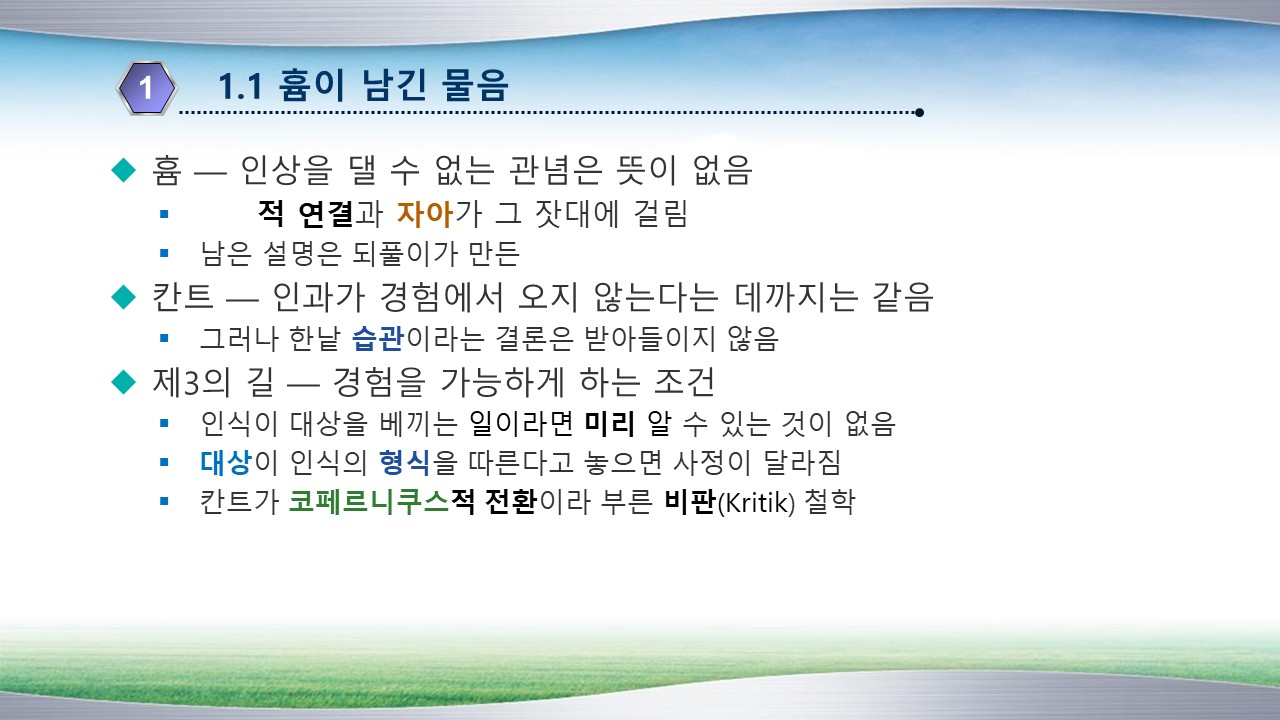 1
1.1 흄이 남긴 물음
흄 — 인상을 댈 수 없는 관념은 뜻이 없음
적 연결과 자아가 그 잣대에 걸림
남은 설명은 되풀이가 만든
칸트 — 인과가 경험에서 오지 않는다는 데까지는 같음
그러나 한낱 습관이라는 결론은 받아들이지 않음
제3의 길 — 경험을 가능하게 하는 조건
인식이 대상을 베끼는 일이라면 미리 알 수 있는 것이 없음
대상이 인식의 형식을 따른다고 놓으면 사정이 달라짐
칸트가 코페르니쿠스적 전환이라 부른 비판(Kritik) 철학